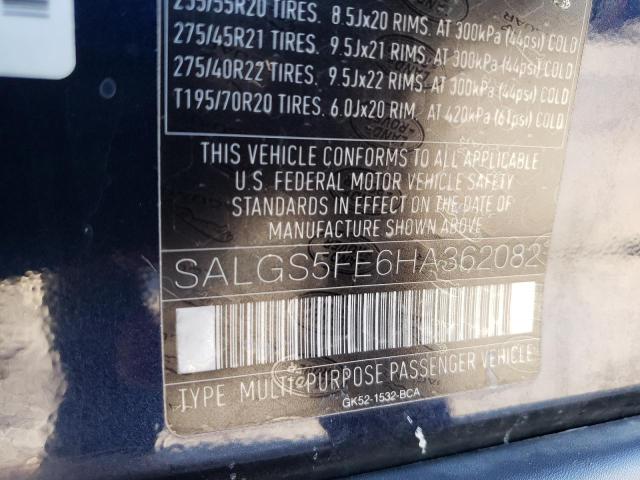 255/55R20 TIRES. 8.5Jx20 RIMS. AT 300kPa (44psi) COLD
275/45R21 TIRES. 9.5Jx21 RIMS. AT 300kPa (44psi) COLD
275/40R22 TIRES. 9.5Jx22 RIMS. AT 300kPa (44psi) COLD
T195/70R20 TIRES. 6.0Jx20 RIM. AT 420kPa (61psi) COLD
THIS VEHICLE CONFORMS TO ALL APPLICABLE
U.S. FEDERAL MOTOR VEHICLE SAFETY
STANDARDS IN EFFECT ON THE DATE OF
MANUFACTURE SHOWN ABOVE
SALGS5FE6HA362082
TYPE MULTI-PURPOSE PASSENGER VEHICLE
GK52-1532-BCA